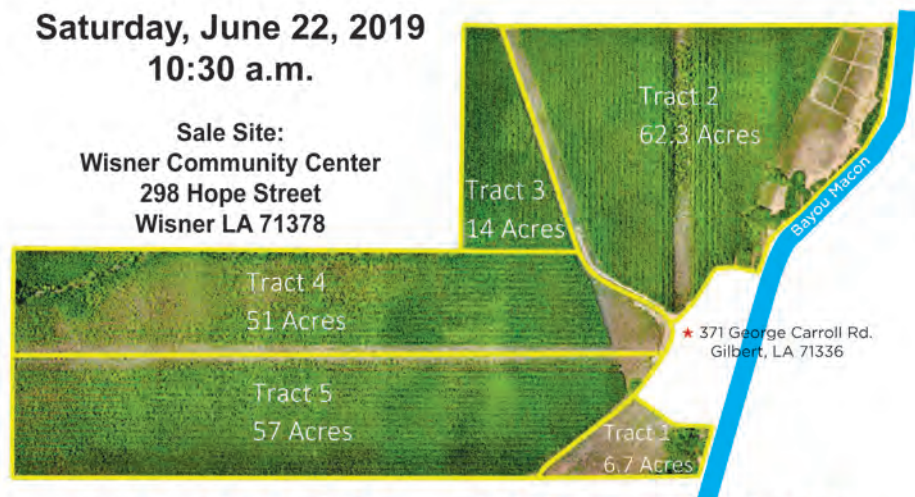 Saturday, June 22, 2019
10:30 a.m.
Sale Site:
Wisner Community Center
298 Hope Street
Wisner LA 71378
Tract 2
62.3 Acres
Tract 3
14 Acres
Bayou Macon
Tract 4
51 Acres
★ 371 George Carroll Rd.
Gilbert, LA 71336
Tract 5
57 Acres
Tract 1
6.7 Acres